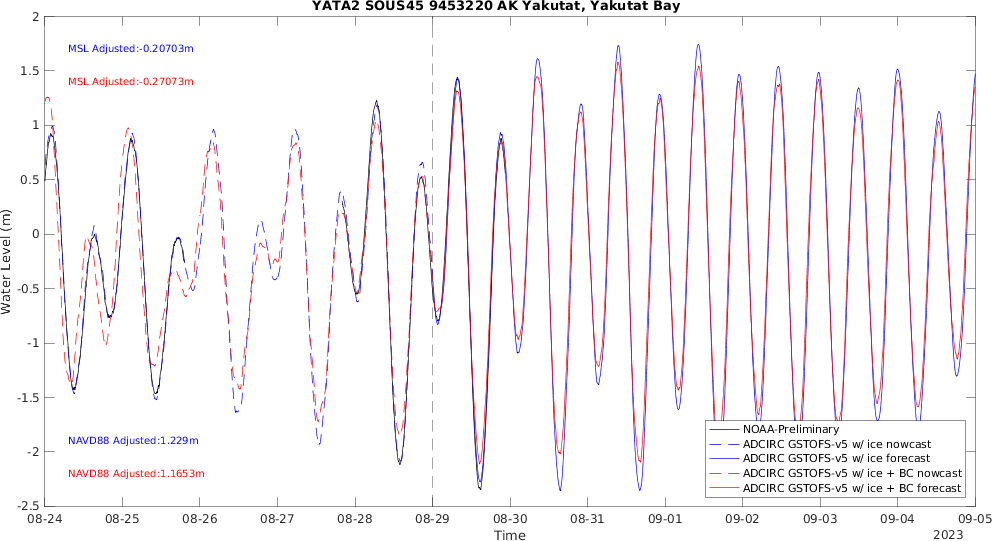 YATA2 SOUS45 9453220 AK Yakutat, Yakutat Bay
MSL Adjusted:-0.20703m
MSL Adjusted:-0.27073m
NAVD88 Adjusted:1.229m
NAVD88 Adjusted:1.1653m
Water Level (m)
2
1.5
1
0.5
0
-0.5
-1
-1.5
-2
-2.5
NOAA-Preliminary
ADCIRC GSTOFS-v5 w/ ice nowcast
ADCIRC GSTOFS-v5 w/ ice forecast
ADCIRC GSTOFS-v5 w/ ice + BC nowcast
ADCIRC GSTOFS-v5 w/ ice + BC forecast
08-24 08-25 08-26 08-27 08-28 08-29 08-30 08-31 09-01 09-02 09-03 09-04 09-05
Time
2023